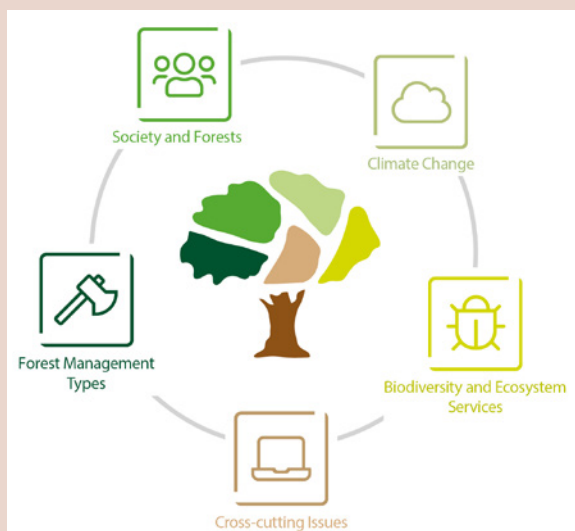 Society and Forests
Climate Change
Forest Management
Types
Biodiversity and Ecosystem
Services
Cross-cutting Issues